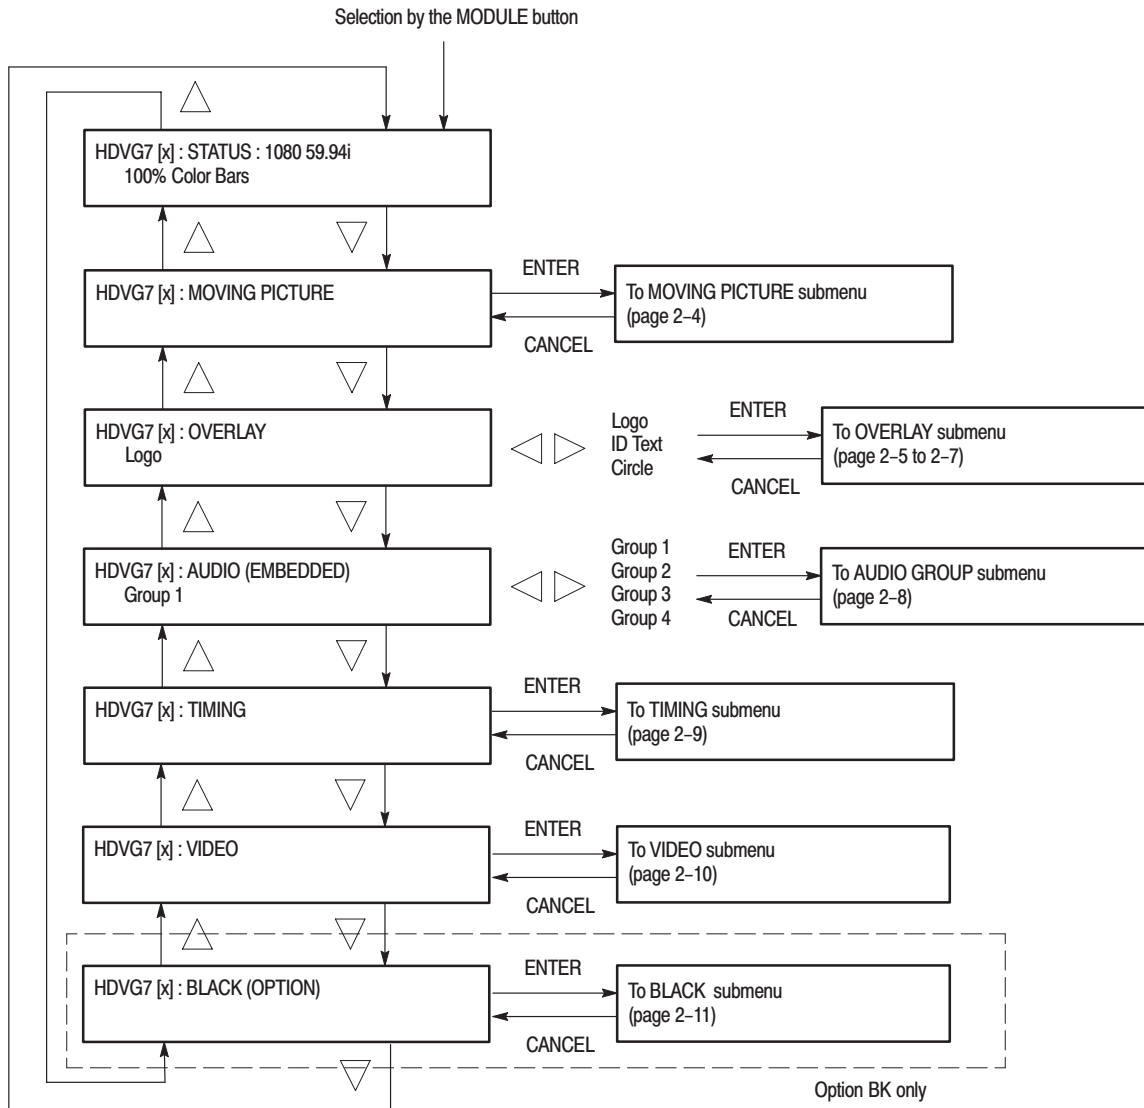 Selection by the MODULE button
HDVG7 [x] : STATUS : 1080 59.94i
100% Color Bars
HDVG7 [x] : MOVING PICTURE
ENTER
CANCEL
To MOVING PICTURE submenu
(page 2–4)
HDVG7 [x] : OVERLAY
Logo
Logo
ID Text
Circle
ENTER
CANCEL
To OVERLAY submenu
(page 2–5 to 2–7)
HDVG7 [x] : AUDIO (EMBEDDED)
Group 1
Group 1
Group 2
Group 3
Group 4
ENTER
CANCEL
To AUDIO GROUP submenu
(page 2–8)
HDVG7 [x] : TIMING
ENTER
CANCEL
To TIMING submenu
(page 2–9)
HDVG7 [x] : VIDEO
ENTER
CANCEL
To VIDEO submenu
(page 2–10)
HDVG7 [x] : BLACK (OPTION)
ENTER
CANCEL
To BLACK submenu
(page 2–11)
Option BK only